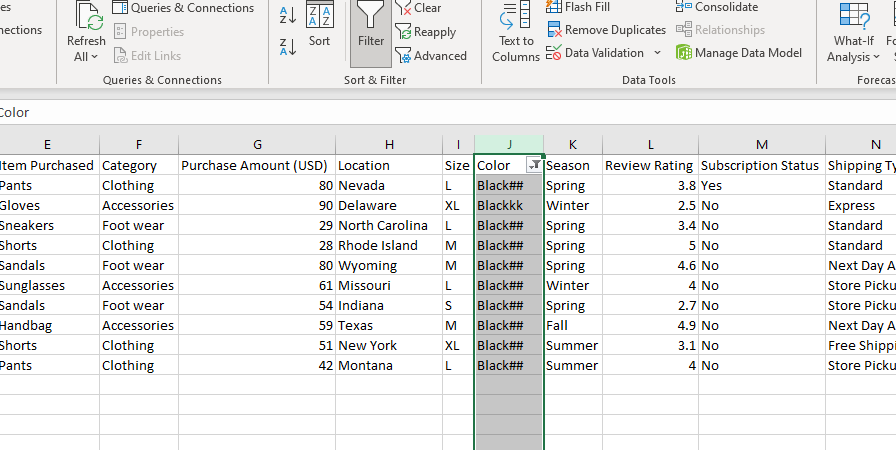 es Queries & Connections Clear Flash Fill Consolidate
nnections Properties Reapply Remove Duplicates Relationships
Refresh All Edit Links Sort Filter Advanced Text to Columns Data Validation Manage Data Model What-If Analysis Fo
Queries & Connections Sort & Filter Data Tools Forecas
Color
E F G H I J K L M N
Item Purchased Category Purchase Amount (USD) Location Size Color Season Review Rating Subscription Status Shipping Ty
Pants Clothing 80 Nevada L Black## Spring 3.8 Yes Standard
Gloves Accessories 90 Delaware XL Blackkk Winter 2.5 No Express
Sneakers Foot wear 29 North Carolina L Black## Spring 3.4 No Standard
Shorts Clothing 28 Rhode Island M Black## Spring 5 No Standard
Sandals Foot wear 80 Wyoming M Black## Spring 4.6 No Next Day A
Sunglasses Accessories 61 Missouri L Black## Winter 4 No Store Picku
Sandals Foot wear 54 Indiana S Black## Spring 2.7 No Store Picku
Handbag Accessories 59 Texas M Black## Fall 4.9 No Next Day A
Shorts Clothing 51 New York XL Black## Summer 3.1 No Free Shippi
Pants Clothing 42 Montana L Black## Summer 4 No Store Picku